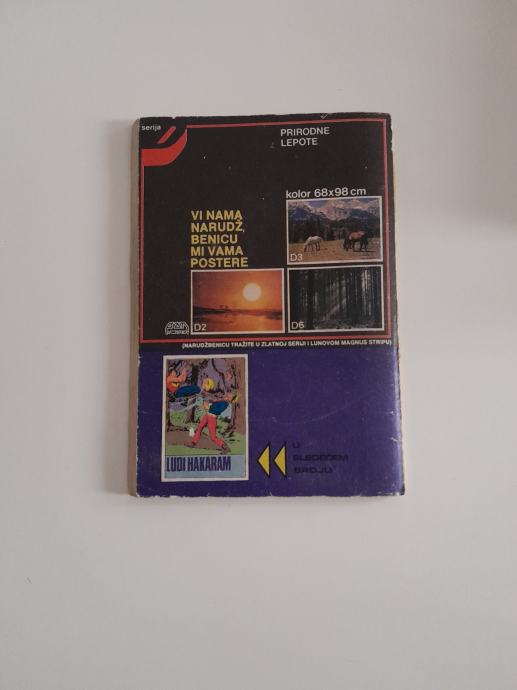 serija
PRIRODNE
LEPOTE
kolor 68x98 cm
VI NAMA
NARUDŽ,
BENICU
MI VAMA
POSTERE
D3
D2
D6
(NARUDŽBENICU TRAŽITE U ZLATNOJ SERIJI I LUNOVOM MAGNUS STRIPU)
LUDI HAKARAM
U
SLEDEĆEM
BROJU